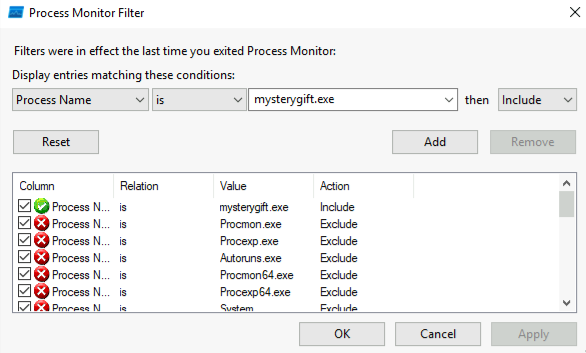 Process Monitor Filter
Filters were in effect the last time you exited Process Monitor:
Display entries matching these conditions:
Process Name is mysterygift.exe then Include
Reset Add Remove
Column Relation Value Action
Process N... is mysterygift.exe Include
Process N... is Procmon.exe Exclude
Process N... is Procexp.exe Exclude
Process N... is Autoruns.exe Exclude
Process N... is Procmon64.exe Exclude
Process N... is Procexp64.exe Exclude
Process N... is System Exclude
OK Cancel Apply